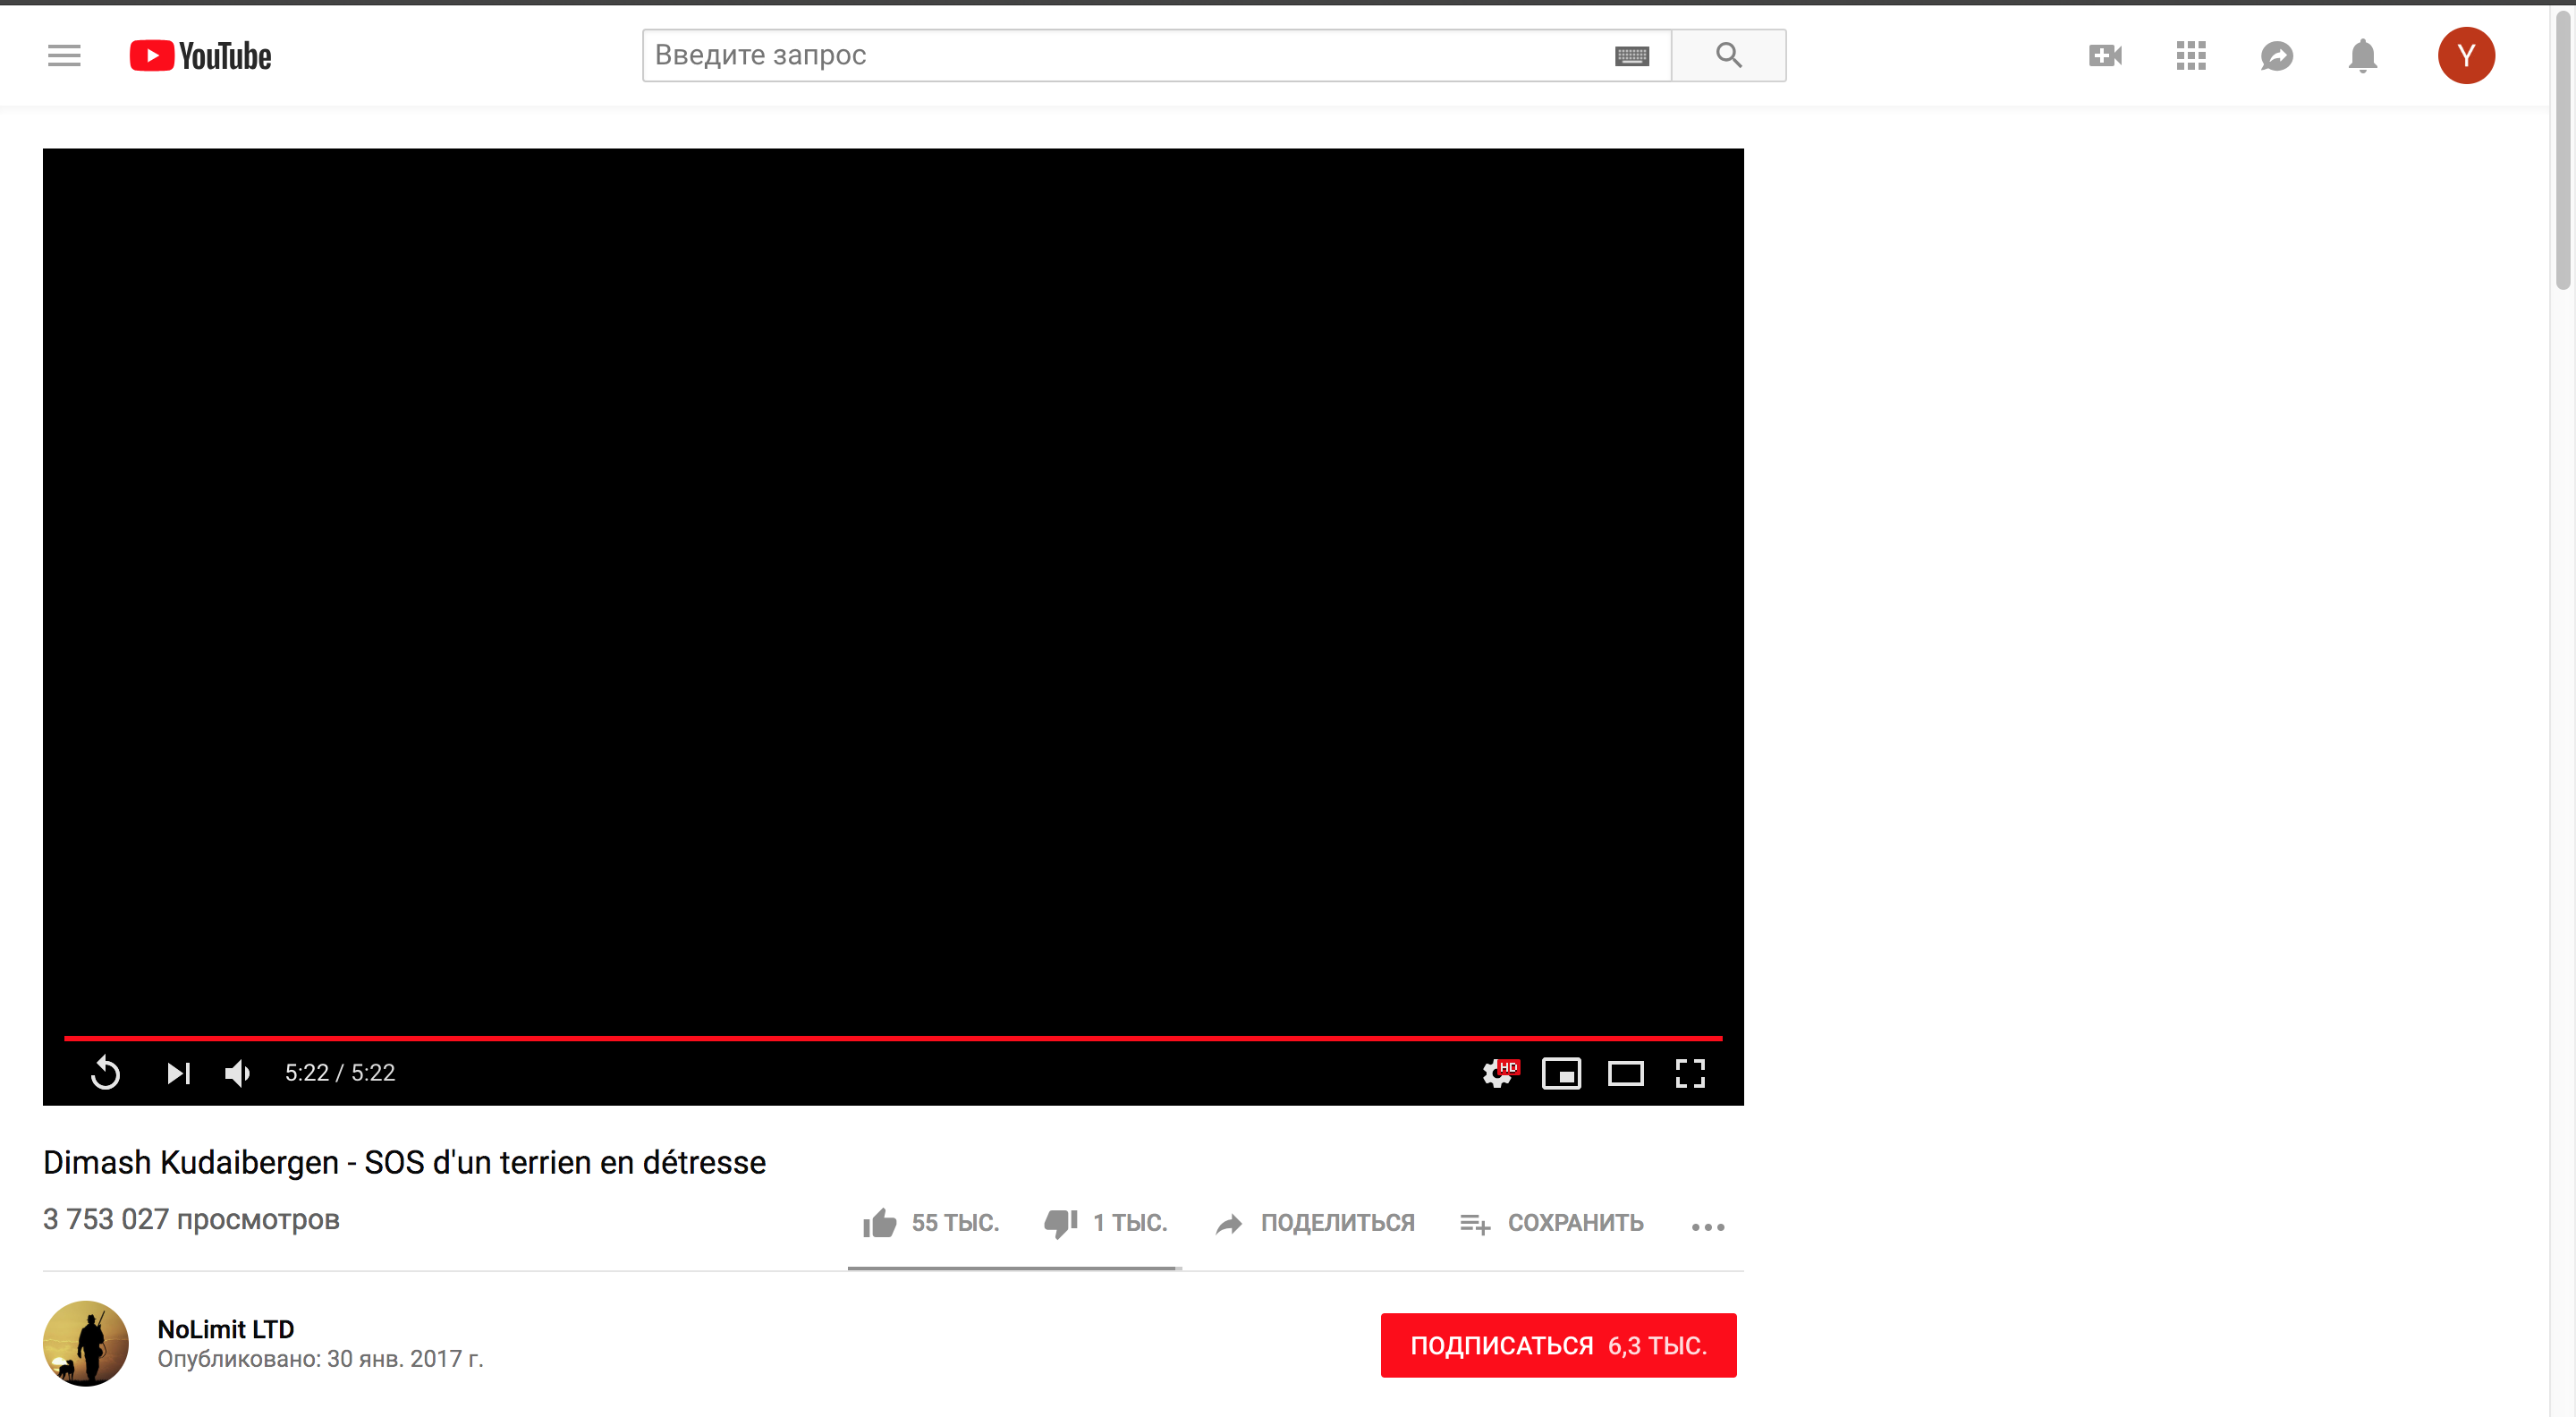 YouTube
Введите запрос
Y
5:22 / 5:22
HD
Dimash Kudaibergen - SOS d'un terrien en détresse
3 753 027 просмотров
55 ТЫС.
1 ТЫС.
ПОДЕЛИТЬСЯ
СОХРАНИТЬ
NoLimit LTD
Опубликовано: 30 янв. 2017 г.
ПОДПИСАТЬСЯ 6,3 ТЫС.